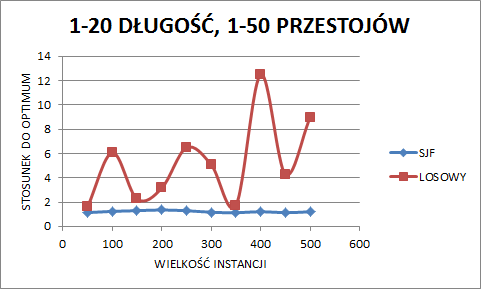 1-20 DŁUGOŚĆ, 1-50 PRZESTOJÓW
STOSUNEK DO OPTIMUM
14
12
10
8
6
4
2
0
0 100 200 300 400 500 600
WIELKOŚĆ INSTANCJI
SJF
LOSOWY